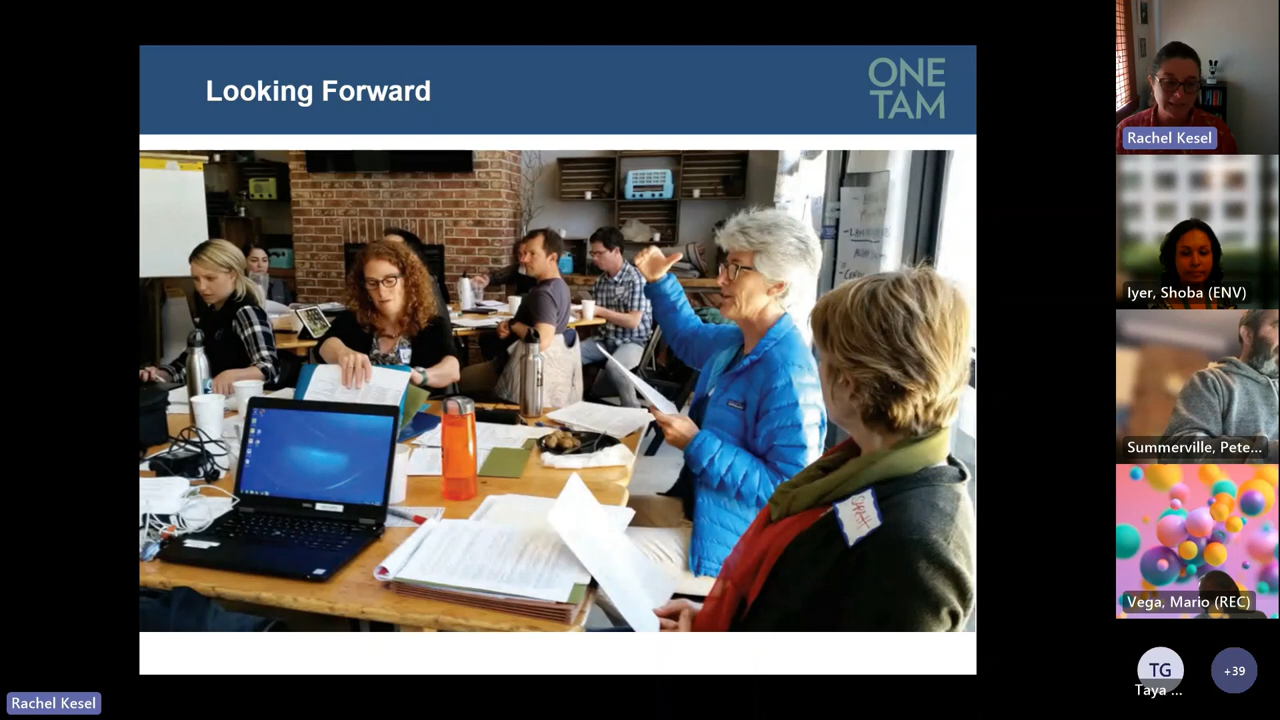 Looking Forward
ONE
TAM
Rachel Kesel
Iyer, Shoba (ENV)
Summerville, Pete...
Vega, Mario (REC)
TG
Taya ...
+39
Rachel Kesel